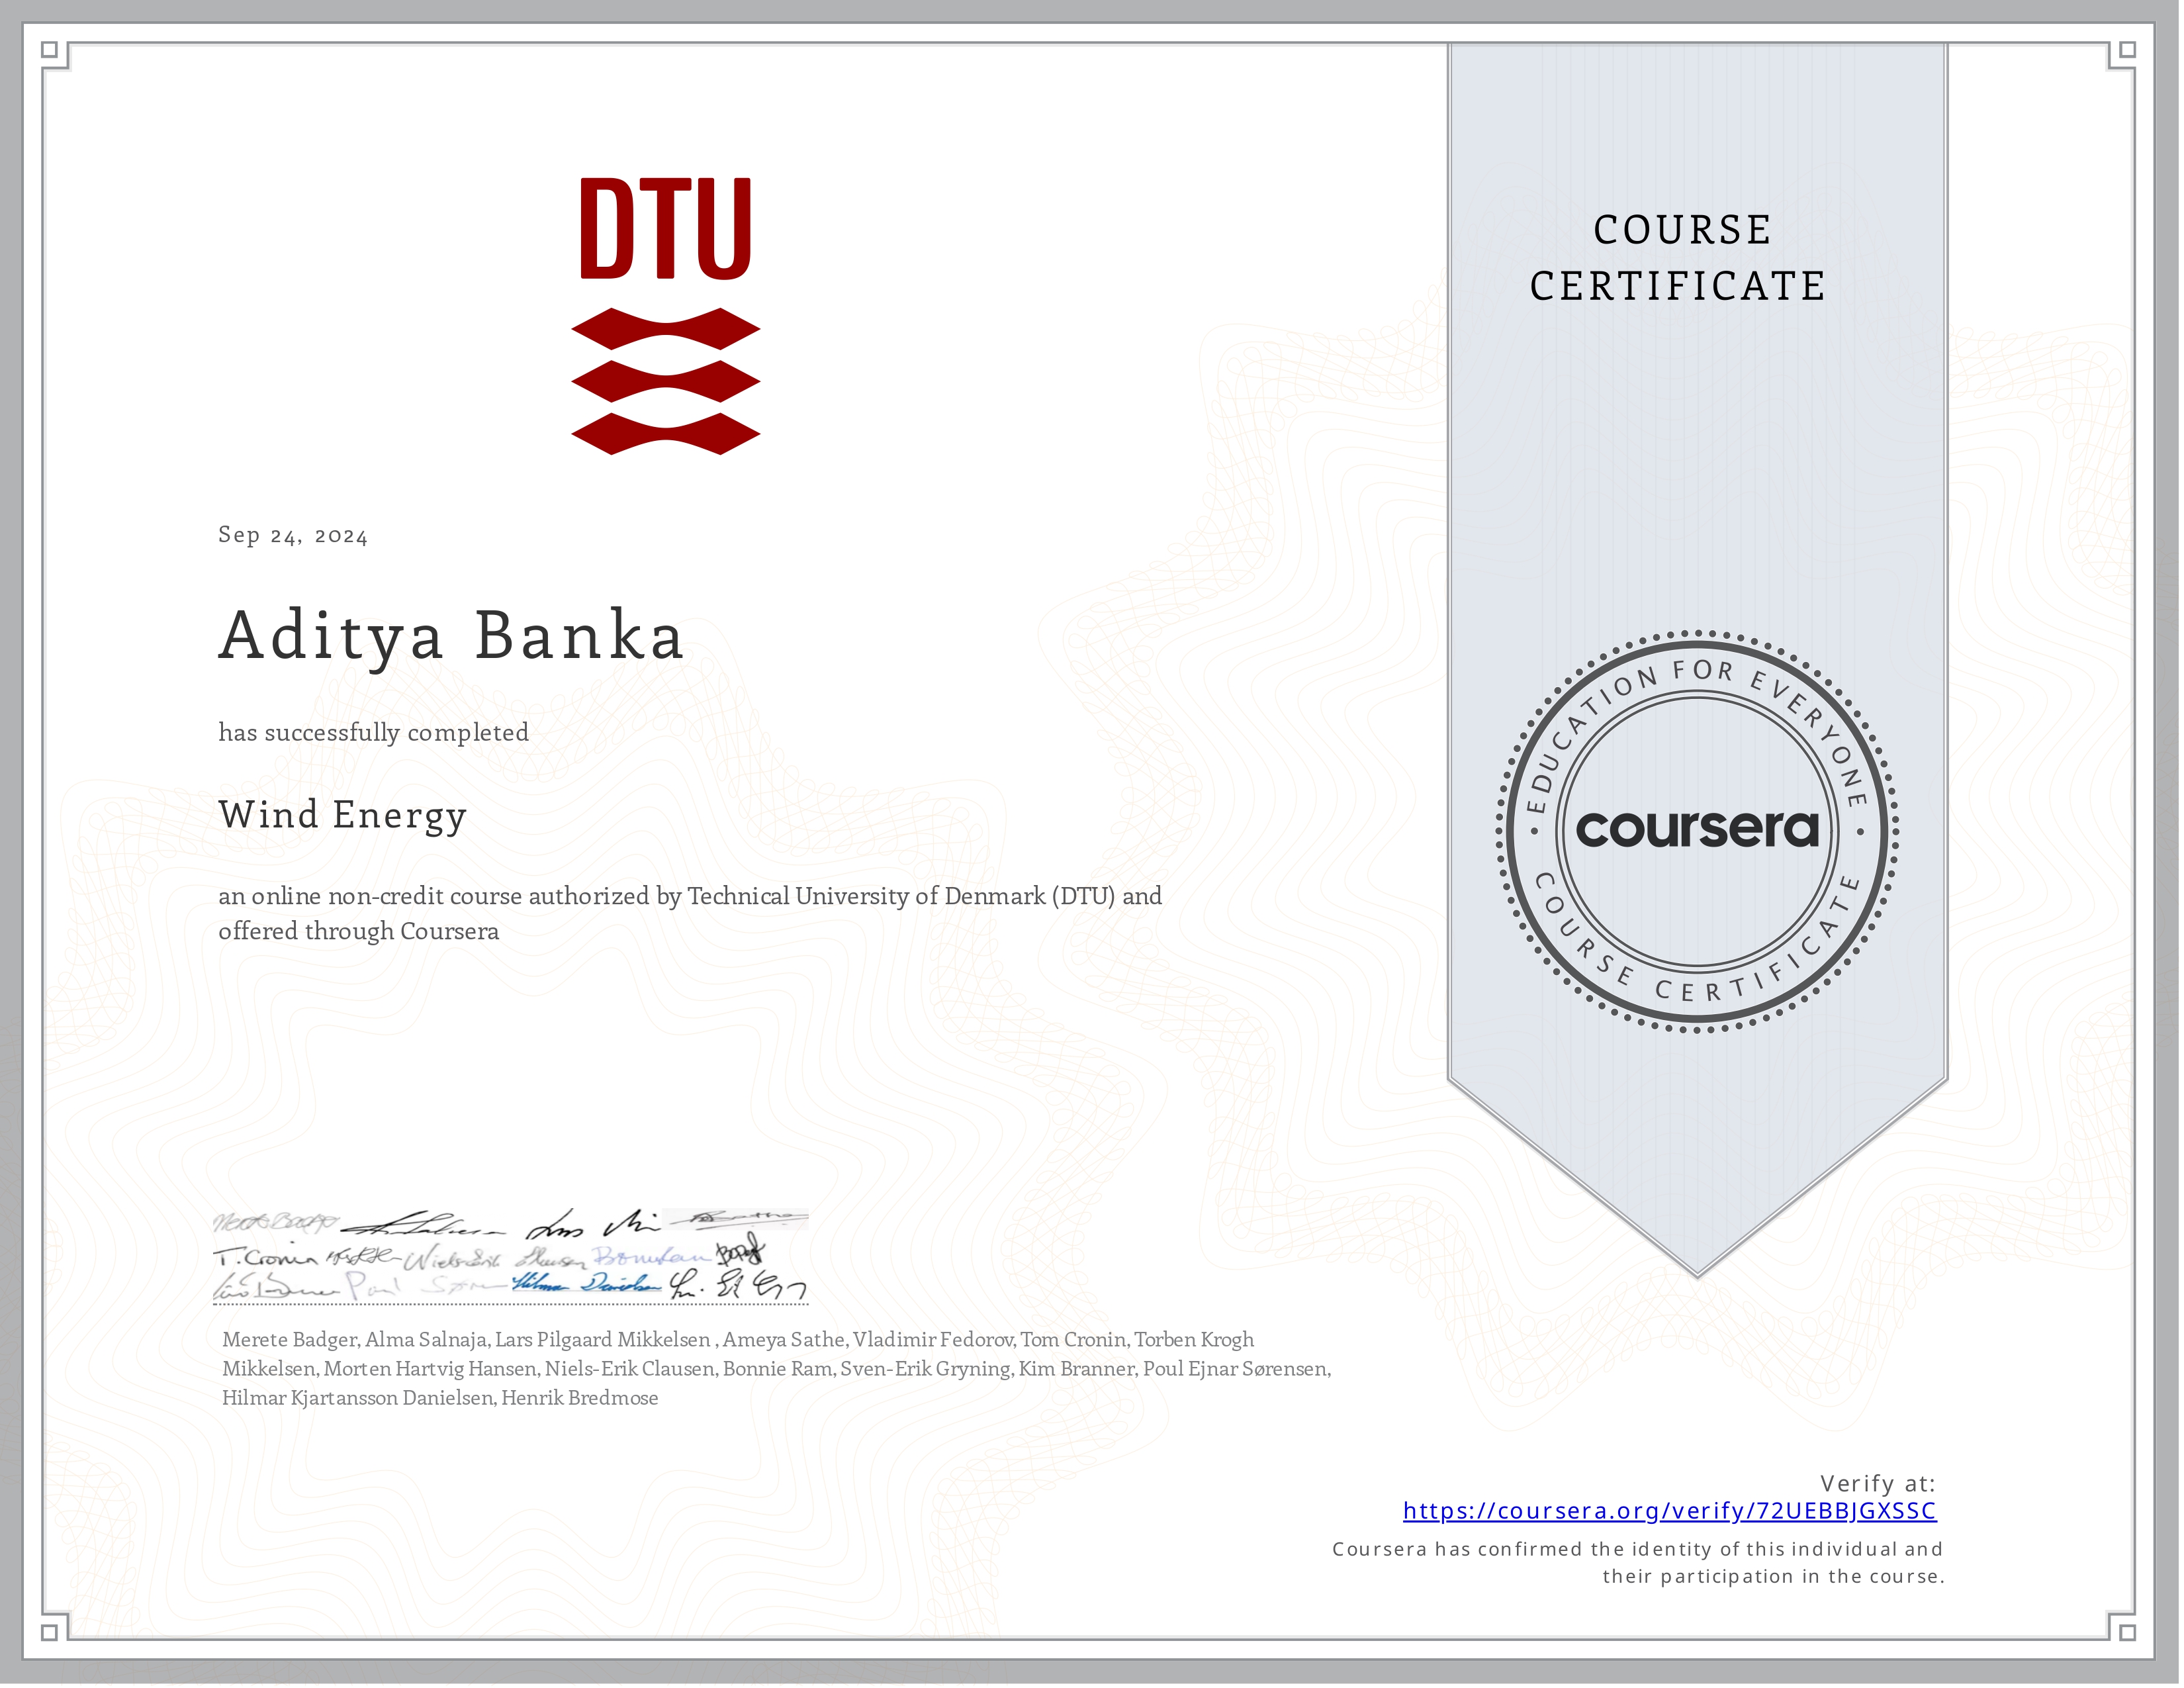 DTU
COURSE
CERTIFICATE
Sep 24, 2024
Aditya Banka
has successfully completed
Wind Energy
an online non-credit course authorized by Technical University of Denmark (DTU) and
offered through Coursera
EDUCATION FOR EVERYONE
coursera
COURSE CERTIFICATE
T. Cronin
Merete Badger, Alma Salnaja, Lars Pilgaard Mikkelsen , Ameya Sathe, Vladimir Fedorov, Tom Cronin, Torben Krogh
Mikkelsen, Morten Hartvig Hansen, Niels-Erik Clausen, Bonnie Ram, Sven-Erik Gryning, Kim Branner, Poul Ejnar Sørensen,
Hilmar Kjartansson Danielsen, Henrik Bredmose
Verify at:
https://coursera.org/verify/72UEBBJGXSSC
Coursera has confirmed the identity of this individual and
their participation in the course.